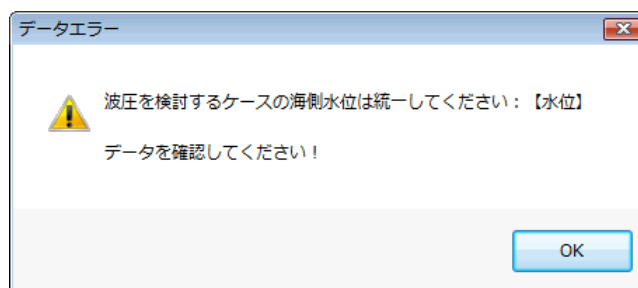 データエラー
波圧を検討するケースの海側水位は統一してください：【水位】
データを確認してください！
OK